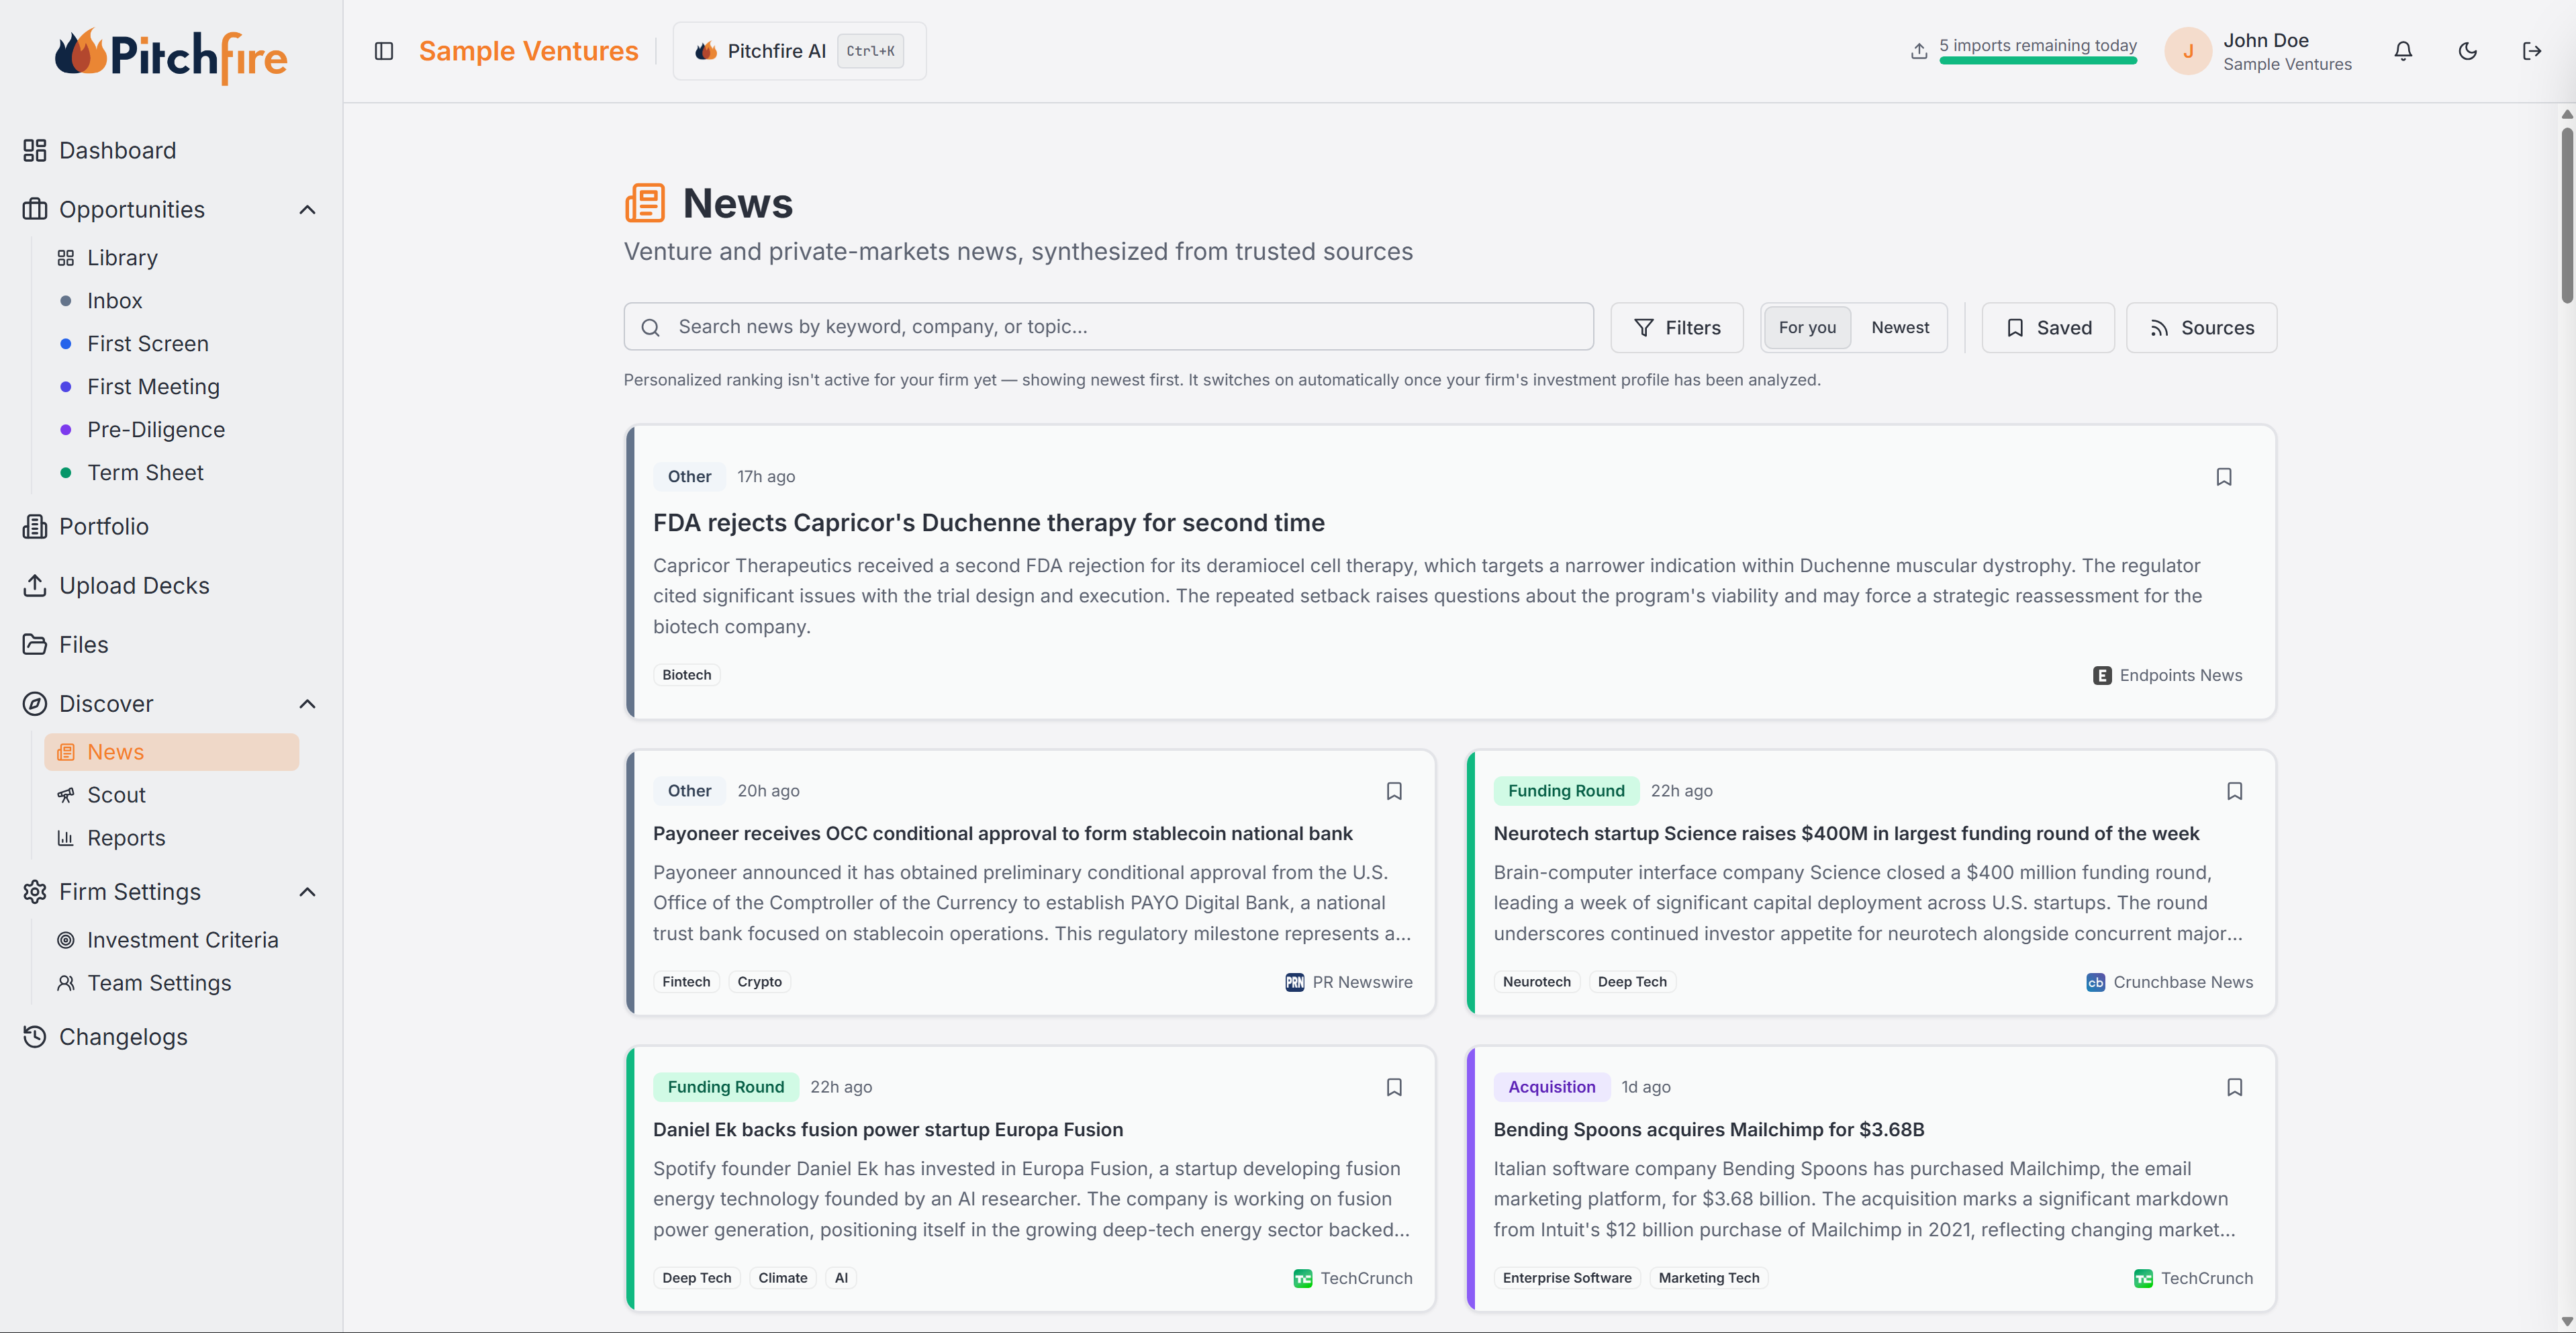 Pitchfire
Sample Ventures
Pitchfire AI Ctrl+K
5 imports remaining today
J
John Doe
Sample Ventures
Dashboard
Opportunities
Library
Inbox
First Screen
First Meeting
Pre-Diligence
Term Sheet
Portfolio
Upload Decks
Files
Discover
News
Scout
Reports
Firm Settings
Investment Criteria
Team Settings
Changelogs
News
Venture and private-markets news, synthesized from trusted sources
Search news by keyword, company, or topic...
Filters
For you
Newest
Saved
Sources
Personalized ranking isn't active for your firm yet — showing newest first. It switches on automatically once your firm's investment profile has been analyzed.
Other 17h ago
FDA rejects Capricor's Duchenne therapy for second time
Capricor Therapeutics received a second FDA rejection for its deramiocel cell therapy, which targets a narrower indication within Duchenne muscular dystrophy. The regulator
cited significant issues with the trial design and execution. The repeated setback raises questions about the program's viability and may force a strategic reassessment for the
biotech company.
Biotech
E Endpoints News
Other 20h ago
Payoneer receives OCC conditional approval to form stablecoin national bank
Payoneer announced it has obtained preliminary conditional approval from the U.S.
Office of the Comptroller of the Currency to establish PAYO Digital Bank, a national
trust bank focused on stablecoin operations. This regulatory milestone represents a...
Fintech Crypto
PRN PR Newswire
Funding Round 22h ago
Neurotech startup Science raises $400M in largest funding round of the week
Brain-computer interface company Science closed a $400 million funding round,
leading a week of significant capital deployment across U.S. startups. The round
underscores continued investor appetite for neurotech alongside concurrent major...
Neurotech Deep Tech
cb Crunchbase News
Funding Round 22h ago
Daniel Ek backs fusion power startup Europa Fusion
Spotify founder Daniel Ek has invested in Europa Fusion, a startup developing fusion
energy technology founded by an AI researcher. The company is working on fusion
power generation, positioning itself in the growing deep-tech energy sector backed...
Deep Tech Climate AI
TC TechCrunch
Acquisition 1d ago
Bending Spoons acquires Mailchimp for $3.68B
Italian software company Bending Spoons has purchased Mailchimp, the email
marketing platform, for $3.68 billion. The acquisition marks a significant markdown
from Intuit's $12 billion purchase of Mailchimp in 2021, reflecting changing market...
Enterprise Software Marketing Tech
TC TechCrunch